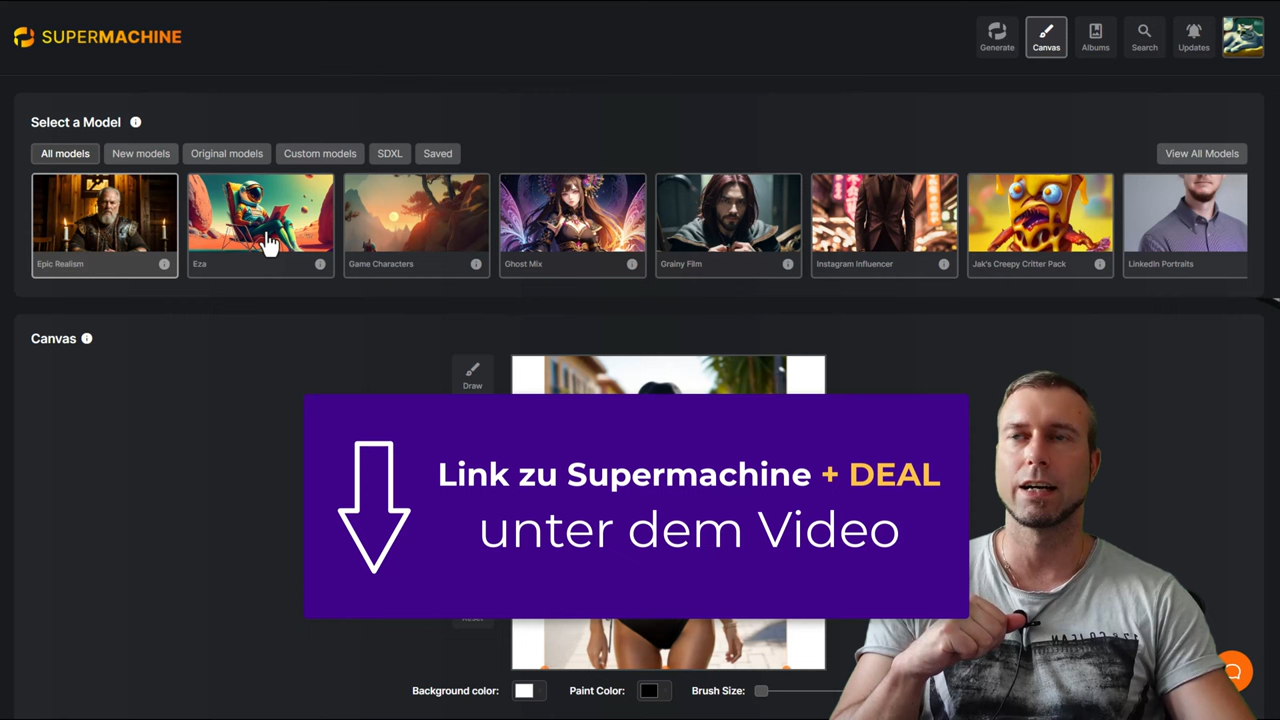 SUPERMACHINE
Generate
Canvas
Albums
Search
Updates
Select a Model
All models
New models
Original models
Custom models
SDXL
Saved
View All Models
Epic Realism
Eza
Game Characters
Ghost Mix
Grainy Film
Instagram Influencer
Jak's Creepy Critter Pack
LinkedIn Portraits
Canvas
Draw
Link zu Supermachine + DEAL
unter dem Video
Background color:
Paint Color:
Brush Size: